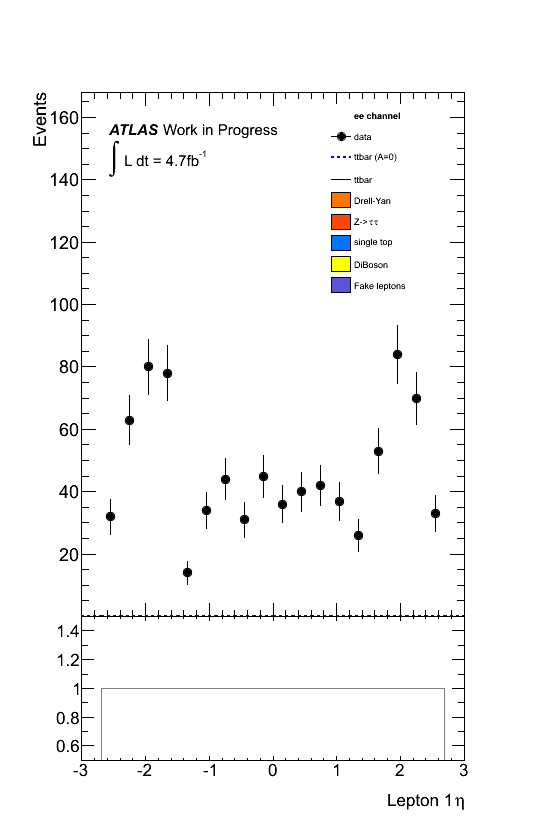 Events
160
140
120
100
80
60
40
20
ATLAS Work in Progress
∫ L dt = 4.7fb⁻¹
ee channel
data
ttbar (A=0)
ttbar
Drell-Yan
Z->ττ
single top
DiBoson
Fake leptons
1.4
1.2
1
0.8
0.6
-3 -2 -1 0 1 2 3
Lepton 1η